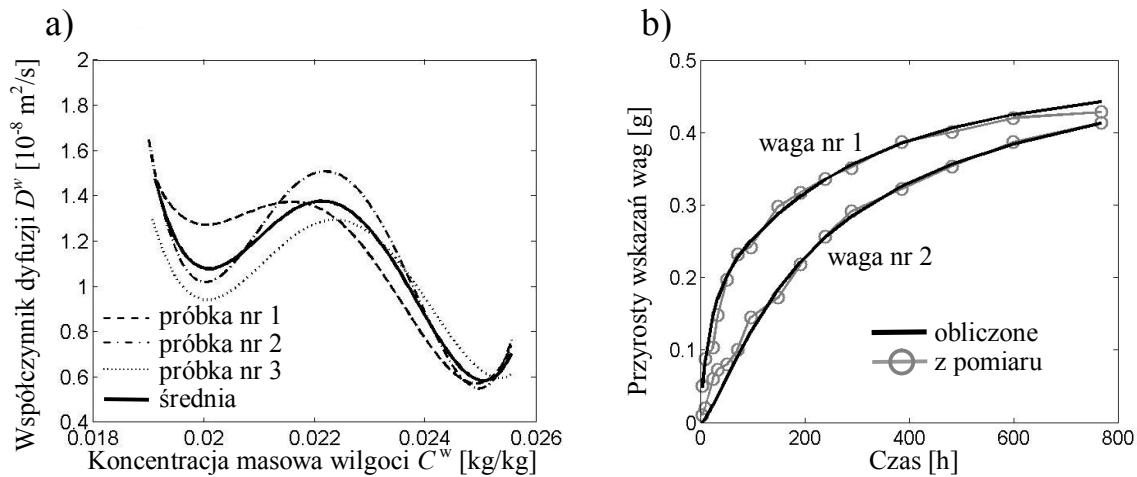 a)
Współczynnik dyfuzji D^w [10^-8 m^2/s]
2
1.8
1.6
1.4
1.2
1
0.8
0.6
0.4
próbka nr 1
próbka nr 2
próbka nr 3
średnia
0.018 0.02 0.022 0.024 0.026
Koncentracja masowa wilgoci C^w [kg/kg]
b)
Przyrosty wskazań wag [g]
0.5
0.4
0.3
0.2
0.1
0
waga nr 1
waga nr 2
obliczone
z pomiaru
0 200 400 600 800
Czas [h]